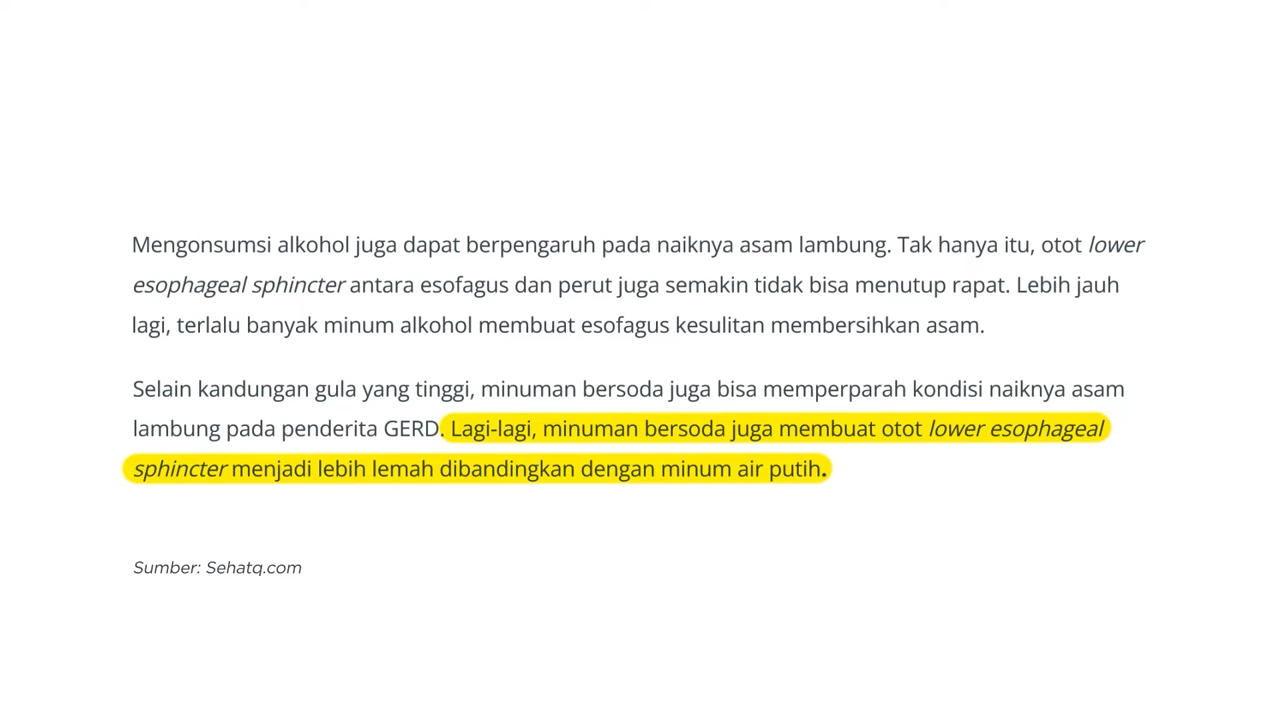 Mengonsumsi alkohol juga dapat berpengaruh pada naiknya asam lambung. Tak hanya itu, otot lower
esophageal sphincter antara esofagus dan perut juga semakin tidak bisa menutup rapat. Lebih jauh
lagi, terlalu banyak minum alkohol membuat esofagus kesulitan membersihkan asam.
Selain kandungan gula yang tinggi, minuman bersoda juga bisa memperparah kondisi naiknya asam
lambung pada penderita GERD. Lagi-lagi, minuman bersoda juga membuat otot lower esophageal
sphincter menjadi lebih lemah dibandingkan dengan minum air putih.
Sumber: Sehatq.com